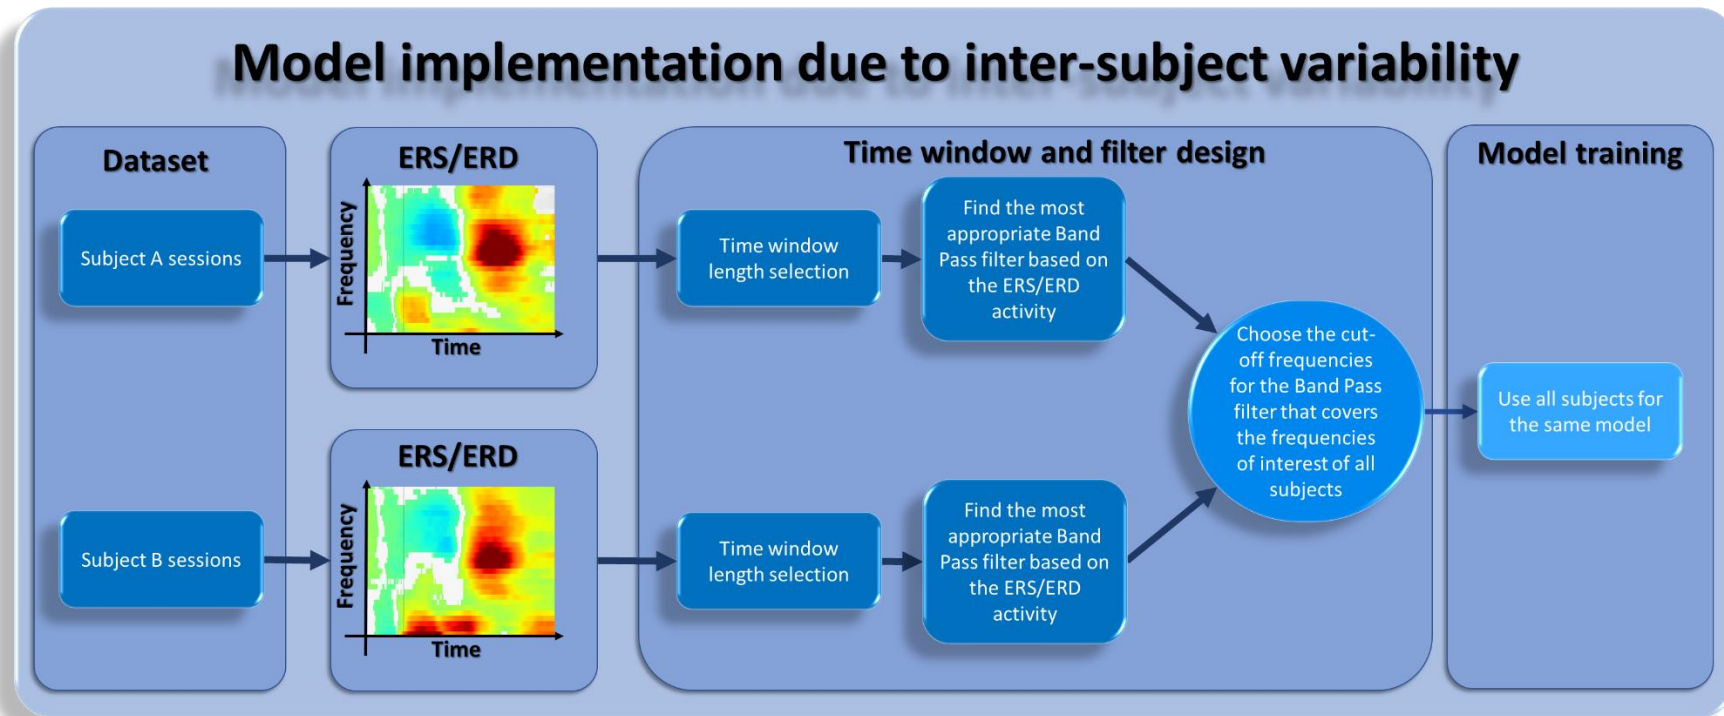 Model implementation due to inter-subject variability
Dataset
Subject A sessions
Subject B sessions
ERS/ERD
Frequency
Time
ERS/ERD
Frequency
Time
Time window and filter design
Time window
length selection
Find the most
appropriate Band
Pass filter based on
the ERS/ERD
activity
Time window
length selection
Find the most
appropriate Band
Pass filter based on
the ERS/ERD
activity
Choose the cut-
off frequencies
for the Band Pass
filter that covers
the frequencies
of interest of all
subjects
Model training
Use all subjects for
the same model